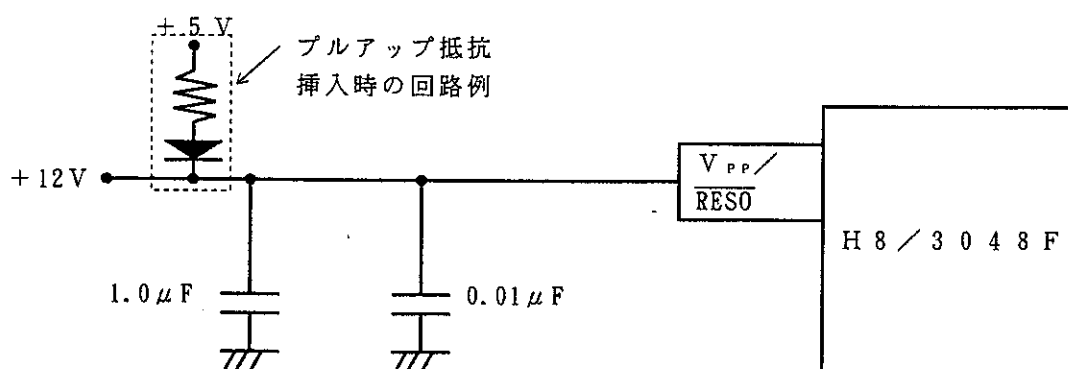 +5V
プルアップ抵抗
挿入時の回路例
+12V
VPP/
RESO
H8/3048F
1.0μF
0.01μF